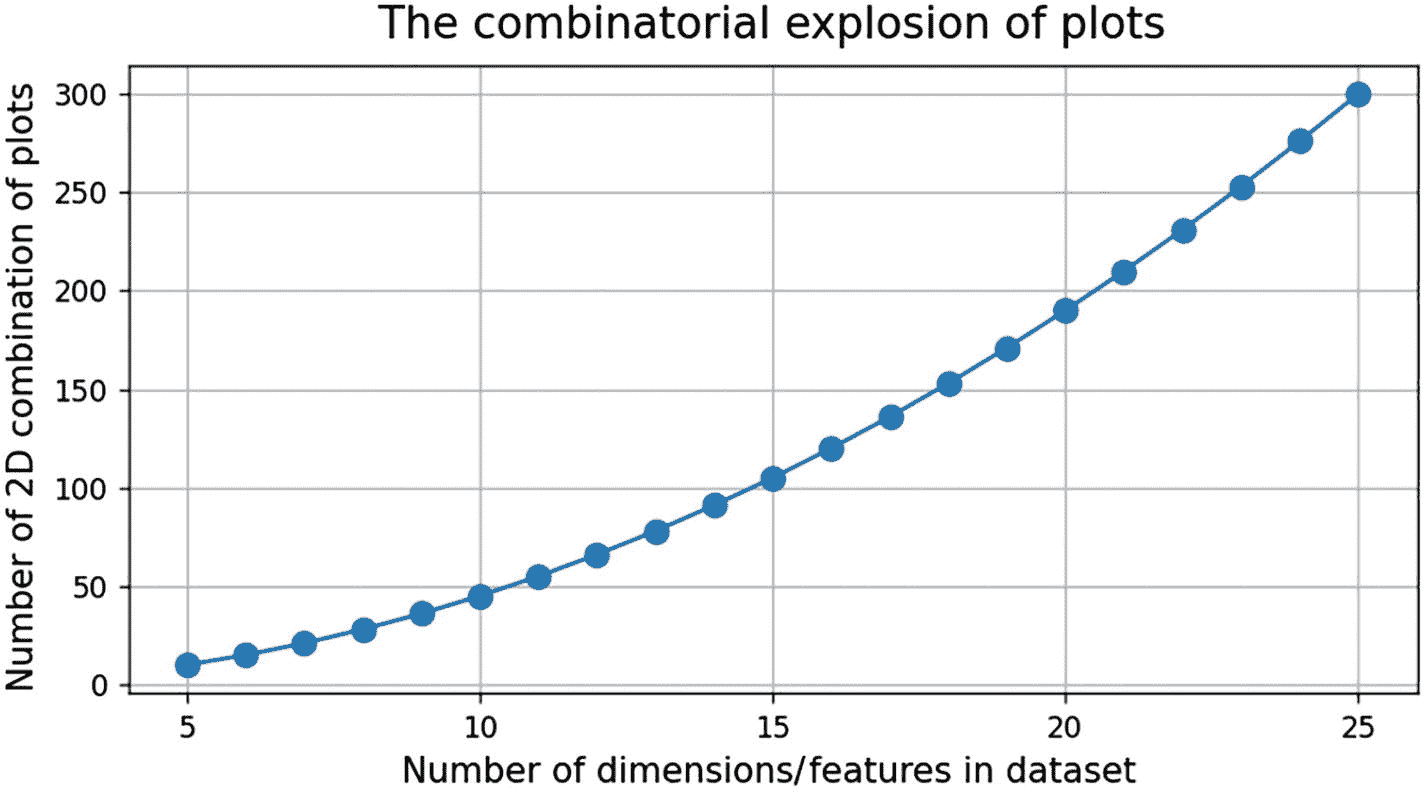 The combinatorial explosion of plots
Number of 2D combination of plots
300
250
200
150
100
50
0
5 10 15 20 25
Number of dimensions/features in dataset